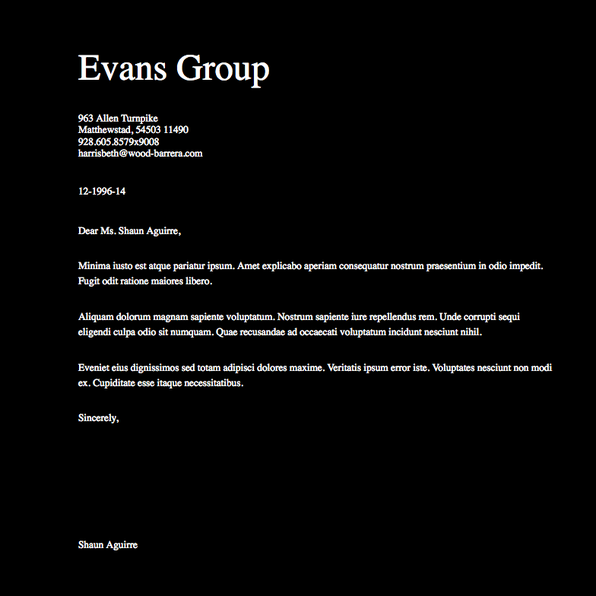 Evans Group
963 Allen Turnpike
Matthewstad, 54503 11490
928.605.8579x9008
harrisbeth@wood-barrera.com
12-1996-14
Dear Ms. Shaun Aguirre,
Minima iusto est atque pariatur ipsum. Amet explicabo aperiam consequatur nostrum praesentium in odio impedit.
Fugit odit ratione maiores libero.
Aliquam dolorum magnam sapiente voluptatum. Nostrum sapiente iure repellendus rem. Unde corrupti sequi
eligendi culpa odio sit numquam. Quae recusandae ad occaecati voluptatum incidunt nesciunt nihil.
Eveniet eius dignissimos sed totam adipisci dolores maxime. Veritatis ipsum error iste. Voluptates nesciunt non modi
ex. Cupiditate esse itaque necessitatibus.
Sincerely,
Shaun Aguirre